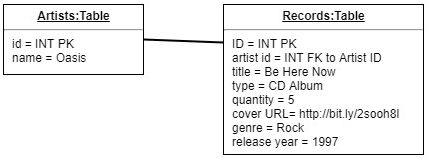 Artists:Table
id = INT PK
name = Oasis
Records:Table
ID = INT PK
artist id = INT FK to Artist ID
title = Be Here Now
type = CD Album
quantity = 5
cover URL= http://bit.ly/2sooh8l
genre = Rock
release year = 1997